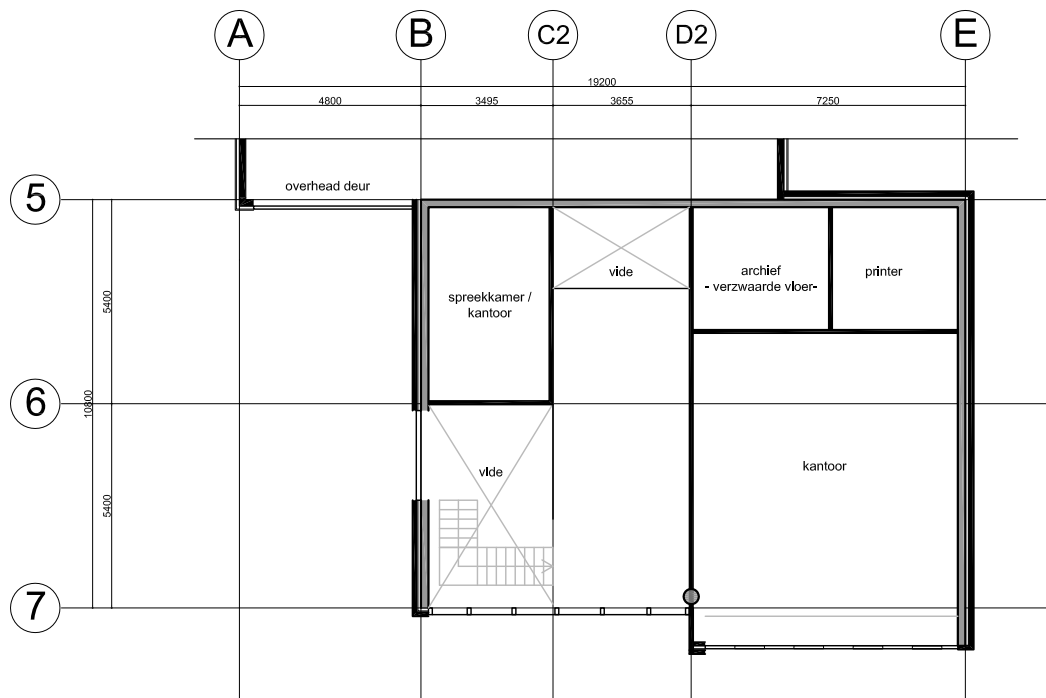 A
B
C2
D2
E
19200
4800
3495
3655
7250
5
overhead deur
vide
archief
- verzwaarde vloer-
printer
spreekkamer /
kantoor
5400
10800
6
kantoor
vide
5400
7